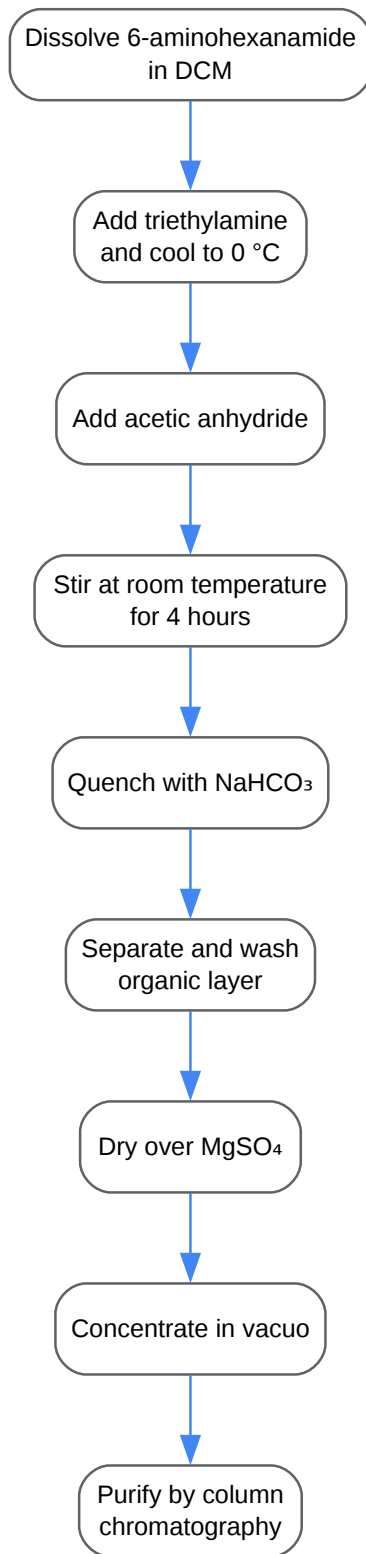 Dissolve 6-aminohexanamide
in DCM
Add triethylamine
and cool to 0 °C
Add acetic anhydride
Stir at room temperature
for 4 hours
Quench with NaHCO₃
Separate and wash
organic layer
Dry over MgSO₄
Concentrate in vacuo
Purify by column
chromatography